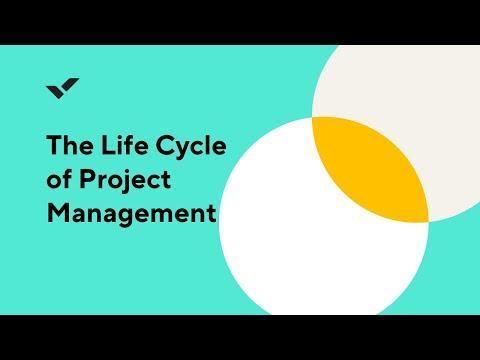 The Life Cycle
of Project
Management